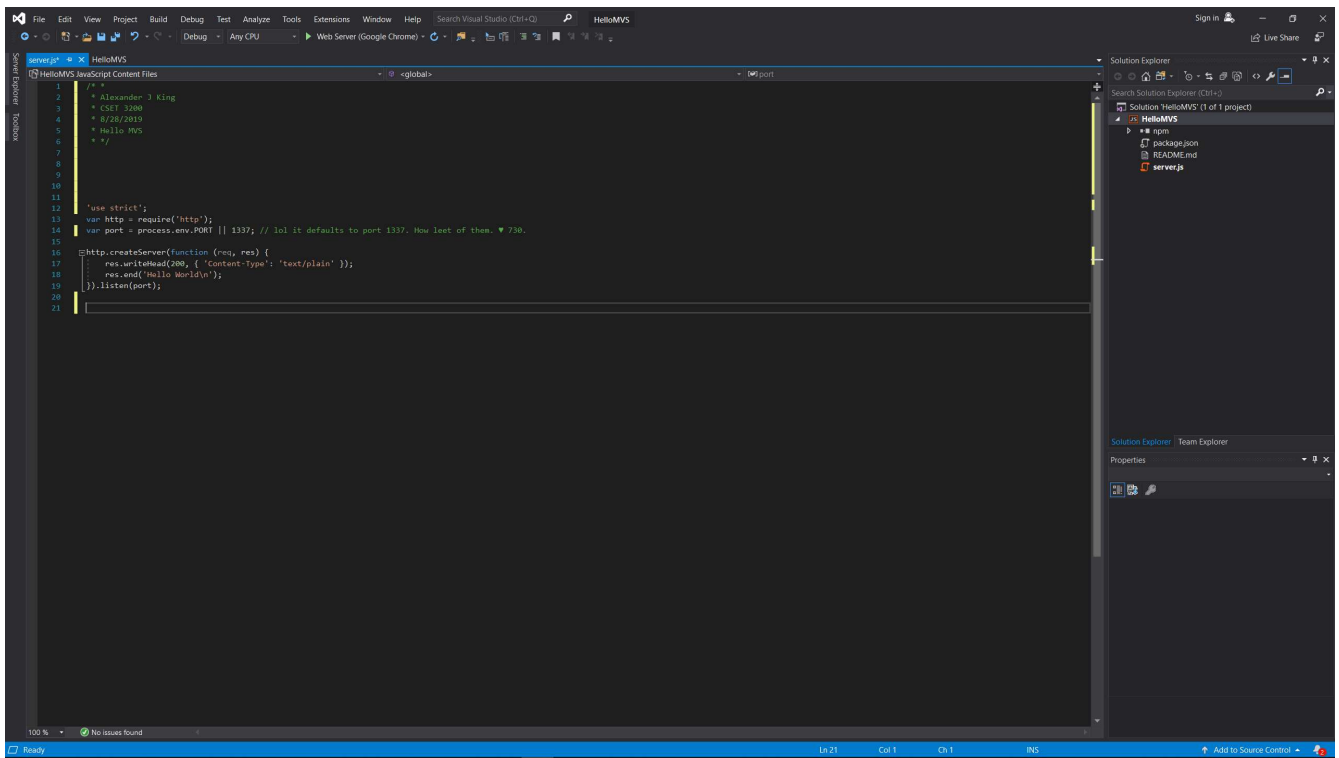 File Edit View Project Build Debug Test Analyze Tools Extensions Window Help Search Visual Studio (Ctrl+Q) HelloMVS Sign in
Debug Any CPU Web Server (Google Chrome) Live Share
Server Explorer
Toolbox
server.js* HelloMVS
HelloMVS JavaScript Content Files <global> port
1 /* *
2 * Alexander J King
3 * CSET 3200
4 * 8/28/2019
5 * Hello MVS
6 * */
7
8
9
10
11
12 'use strict';
13 var http = require('http');
14 var port = process.env.PORT || 1337; // lol it defaults to port 1337. How leet of them. ♥ 730.
15
16 http.createServer(function (req, res) {
17 res.writeHead(200, { 'Content-Type': 'text/plain' });
18 res.end('Hello World\n');
19 }).listen(port);
20
21
100 % No issues found
Solution Explorer
Search Solution Explorer (Ctrl+;)
Solution 'HelloMVS' (1 of 1 project)
JS HelloMVS
npm
package.json
README.md
server.js
Solution Explorer Team Explorer
Properties
Ready Ln 21 Col 1 Ch 1 INS Add to Source Control 2